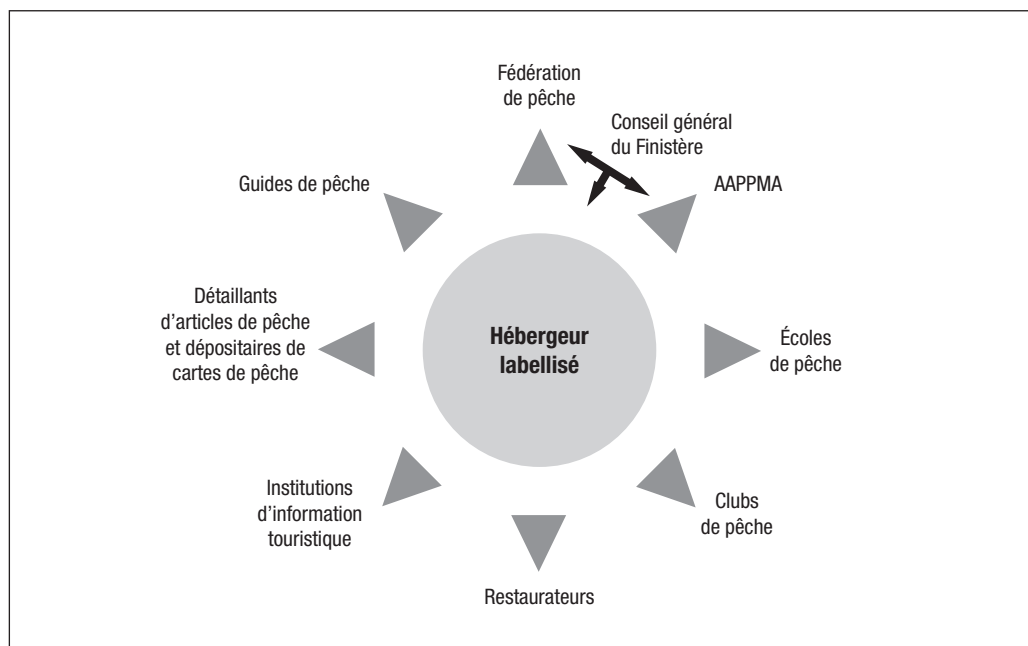 Fédération
de pêche
Conseil général
du Finistère
Guides de pêche
AAPPMA
Détaillants
d'articles de pêche
et dépositaires de
cartes de pêche
Hébergeur
labellisé
Écoles
de pêche
Institutions
d'information
touristique
Clubs
de pêche
Restaurateurs